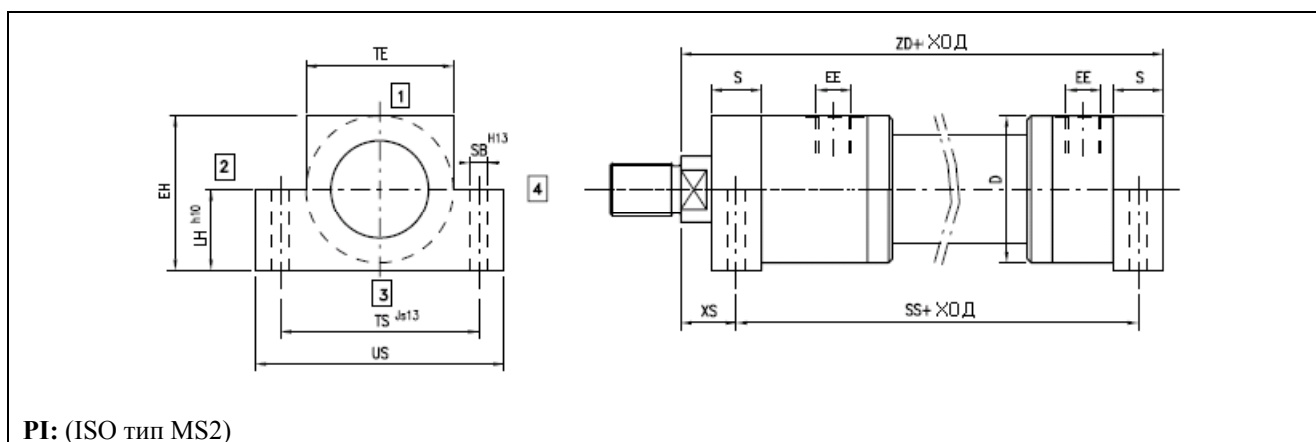 TE
1
2
EH
LH h10
SB H13
4
3
TS Js13
US
ZD+ ХОД
S
EE
EE
S
D
XS
SS+ ХОД
PI: (ISO тип MS2)